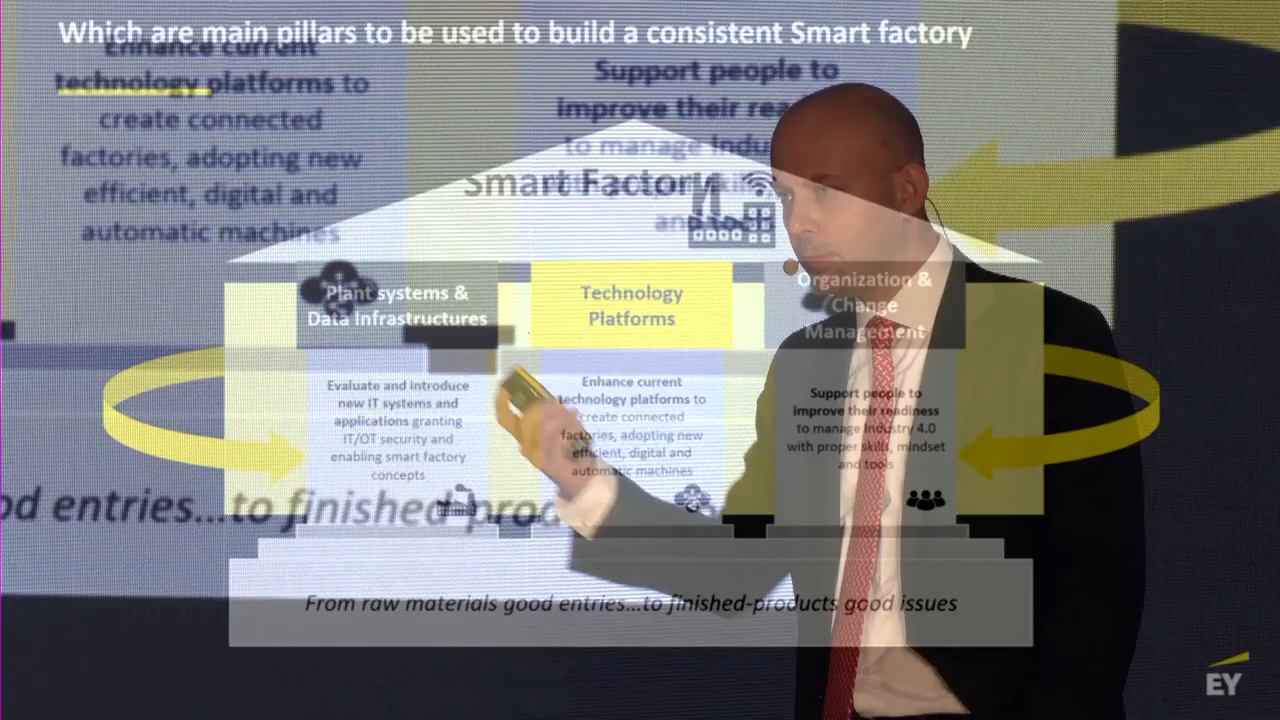 Which are main pillars to be used to build a consistent Smart factory
Enhance current
technology platforms to
create connected
factories, adopting new
efficient, digital and
automatic machines
Support people to
improve their
to manage
Smart Factory
Plant systems &
Data Infrastructures
Technology
Platforms
Organization &
Change
Management
Evaluate and introduce
new IT systems and
applications granting
IT/OT security and
enabling smart factory
concepts
Enhance current
technology platforms to
create connected
factories, adopting new
efficient, digital and
automatic machines
Support people to
improve their readiness
to manage Industry 4.0
with proper skills, mindset
and tools
od entries...to finished-prod
From raw materials good entries...to finished-products good issues
EY